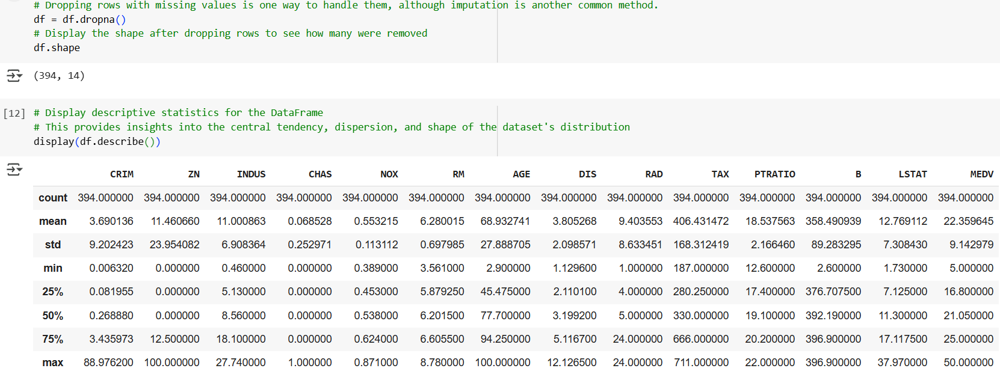 # Dropping rows with missing values is one way to handle them, although imputation is another common method.
df = df.dropna()
# Display the shape after dropping rows to see how many were removed
df.shape
(394, 14)
[12] # Display descriptive statistics for the DataFrame
# This provides insights into the central tendency, dispersion, and shape of the dataset's distribution
display(df.describe())
CRIM ZN INDUS CHAS NOX RM AGE DIS RAD TAX PTRATIO B LSTAT MEDV
count 394.000000 394.000000 394.000000 394.000000 394.000000 394.000000 394.000000 394.000000 394.000000 394.000000 394.000000 394.000000 394.000000 394.000000
mean 3.690136 11.460660 11.000863 0.068528 0.553215 6.280015 68.932741 3.805268 9.403553 406.431472 18.537563 358.490939 12.769112 22.359645
std 9.202423 23.954082 6.908364 0.252971 0.113112 0.697985 27.888705 2.098571 8.633451 168.312419 2.166460 89.283295 7.308430 9.142979
min 0.006320 0.000000 0.460000 0.000000 0.389000 3.561000 2.900000 1.129600 1.000000 187.000000 12.600000 2.600000 1.730000 5.000000
25% 0.081955 0.000000 5.130000 0.000000 0.453000 5.879250 45.475000 2.110100 4.000000 280.250000 17.400000 376.707500 7.125000 16.800000
50% 0.268880 0.000000 8.560000 0.000000 0.538000 6.201500 77.700000 3.199200 5.000000 330.000000 19.100000 392.190000 11.300000 21.050000
75% 3.435973 12.500000 18.100000 0.000000 0.624000 6.605500 94.250000 5.116700 24.000000 666.000000 20.200000 396.900000 17.117500 25.000000
max 88.976200 100.000000 27.740000 1.000000 0.871000 8.780000 100.000000 12.126500 24.000000 711.000000 22.000000 396.900000 37.970000 50.000000